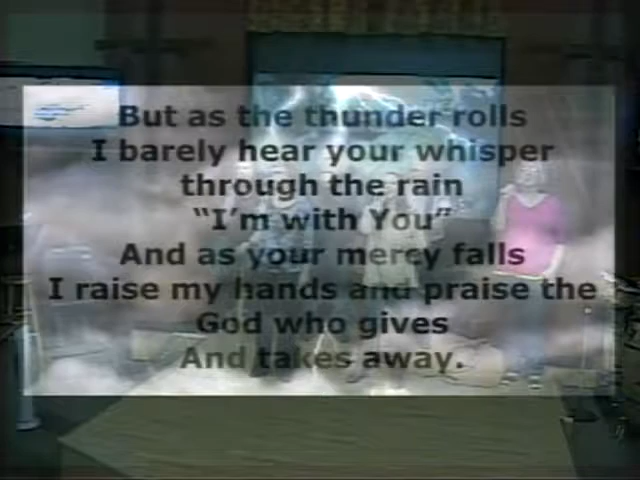 But as the thunder rolls
I barely hear your whisper
through the rain
“I’m with You”
And as your mercy falls
I raise my hands and praise the
God who gives
And takes away.